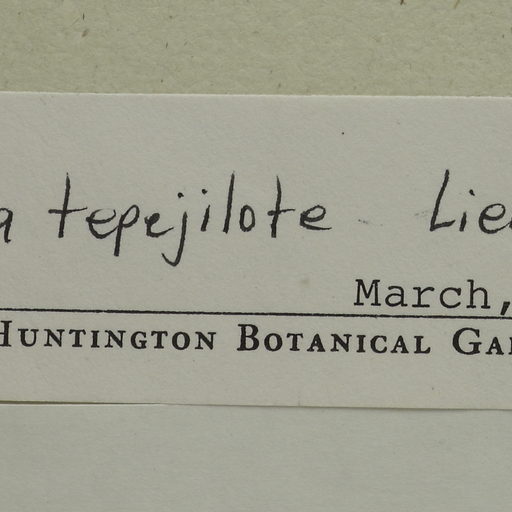 a tepejilote Lie
March,
HUNTINGTON BOTANICAL GA